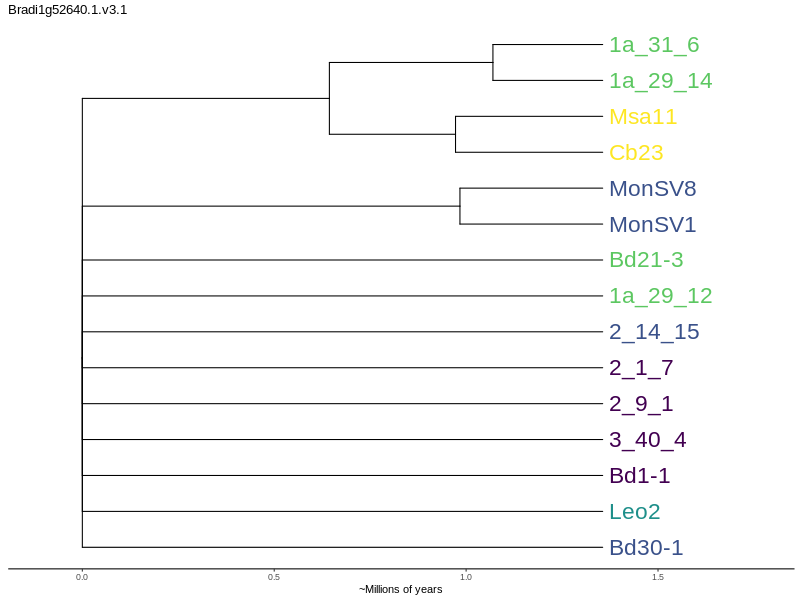 Bradi1g52640.1.v3.1
1a_31_6
1a_29_14
Msa11
Cb23
MonSV8
MonSV1
Bd21-3
1a_29_12
2_14_15
2_1_7
2_9_1
3_40_4
Bd1-1
Leo2
Bd30-1
0.0 0.5 1.0 1.5
~Millions of years